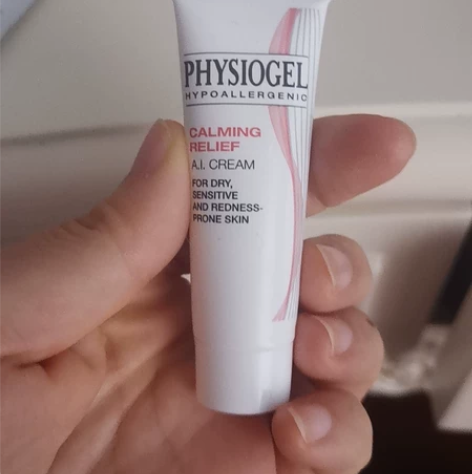 PHYSIOGEL
HYPOALLERGENIC
CALMING
RELIEF
A.I. CREAM
FOR DRY,
SENSITIVE
AND REDNESS-
PRONE SKIN